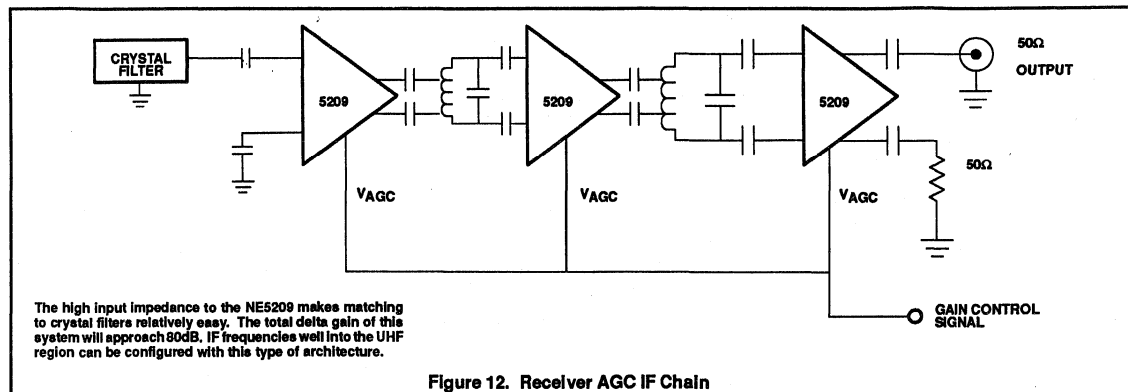 CRYSTAL
FILTER
5209
5209
5209
50Ω
OUTPUT
50Ω
VAGC
VAGC
VAGC
GAIN CONTROL
SIGNAL
The high input impedance to the NE5209 makes matching
to crystal filters relatively easy. The total delta gain of this
system will approach 80dB. IF frequencies well into the UHF
region can be configured with this type of architecture.
Figure 12. Receiver AGC IF Chain